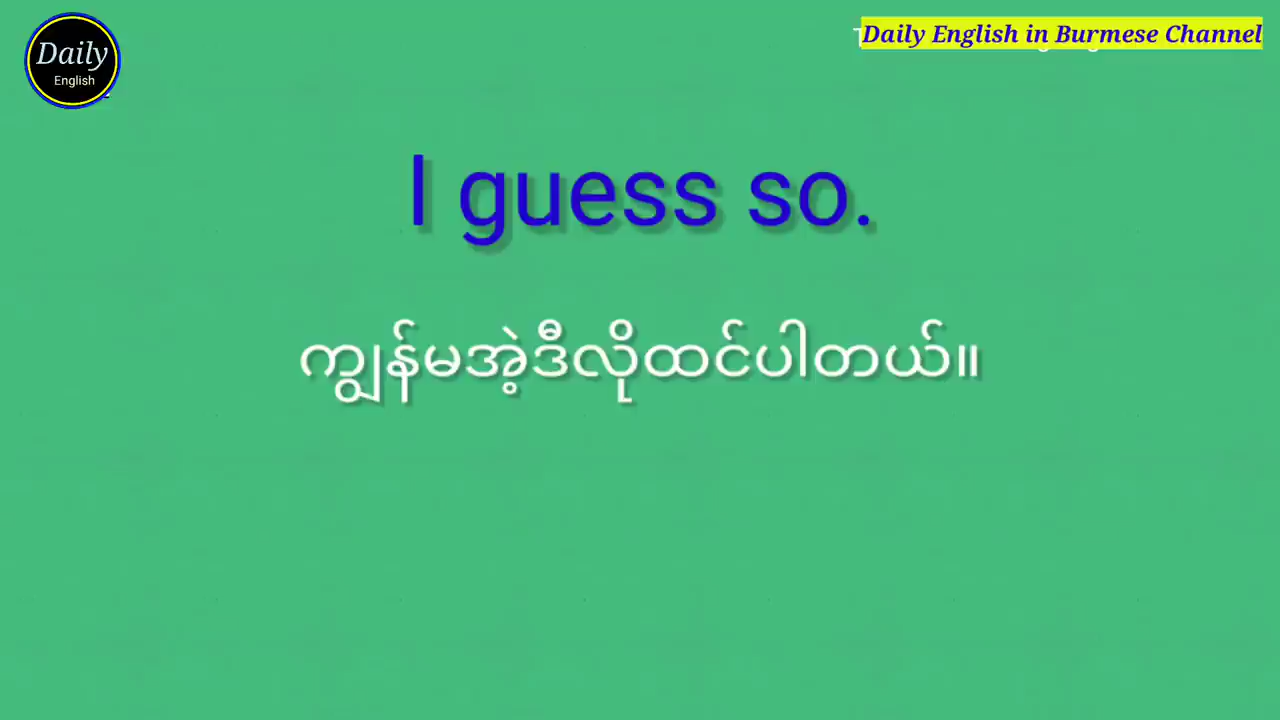 Daily
English
Daily English in Burmese Channel
I guess so.
ကျွန်မအဲ့ဒီလိုထင်ပါတယ်။